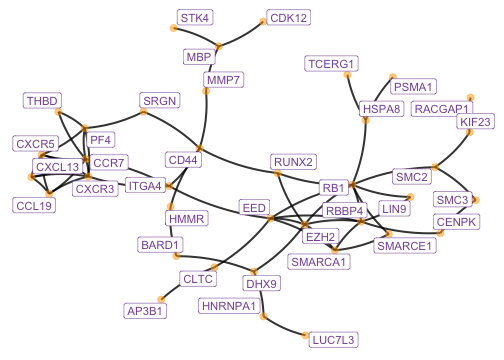 STK4
CDK12
MBP
TCERG1
MMP7
PSMA1
THBD
SRGN
HSPA8
RACGAP1
KIF23
CXCR5
PF4
CXCL13
CCR7
CD44
RUNX2
SMC2
ITGA4
CXCR3
RB1
CCL19
HMMR
EED
RBBP4
LIN9
SMC3
CENPK
BARD1
EZH2
SMARCE1
SMARCA1
CLTC
DHX9
AP3B1
HNRNPA1
LUC7L3